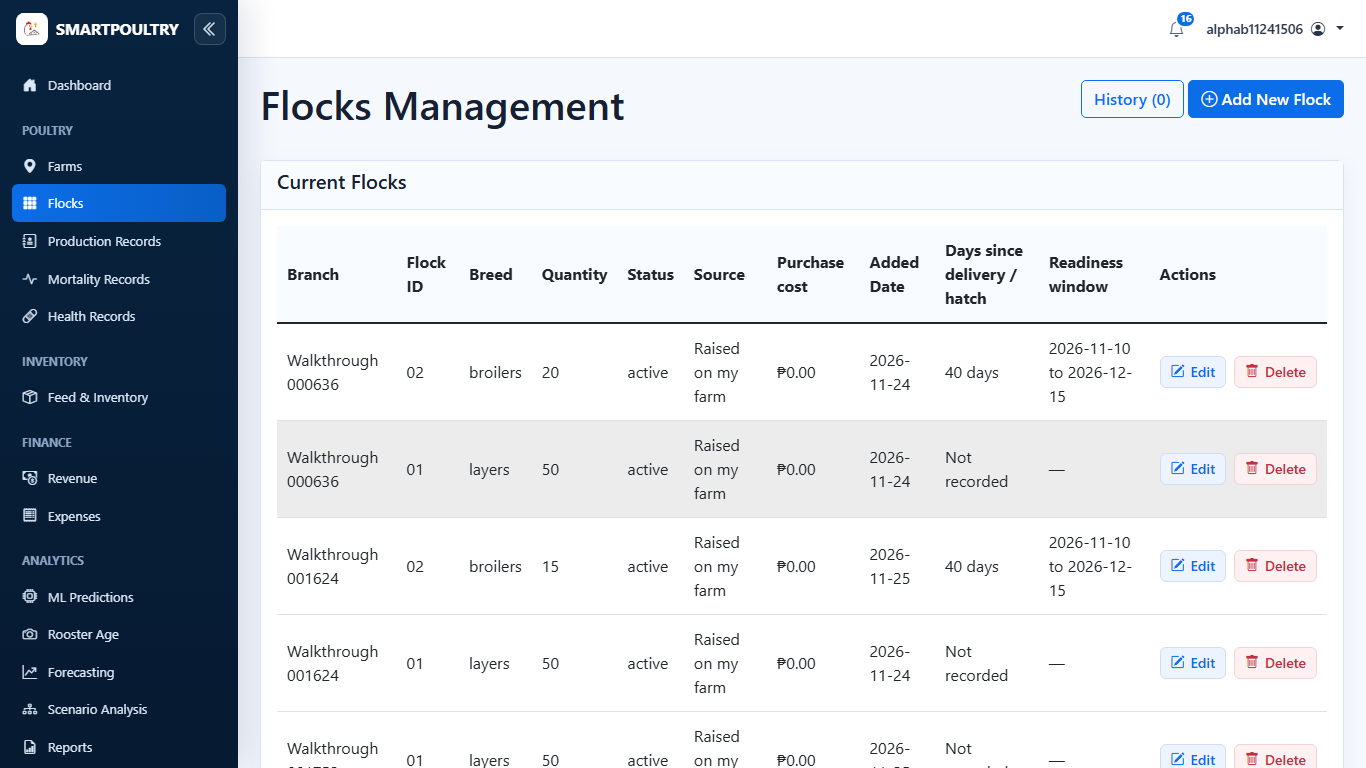 SMARTPOULTRY
16
alphab11241506
Dashboard
POULTRY
Farms
Flocks
Production Records
Mortality Records
Health Records
INVENTORY
Feed & Inventory
FINANCE
Revenue
Expenses
ANALYTICS
ML Predictions
Rooster Age
Forecasting
Scenario Analysis
Reports
Flocks Management
History (0)
Add New Flock
Current Flocks
Branch Flock ID Breed Quantity Status Source Purchase cost Added Date Days since delivery / hatch Readiness window Actions
Walkthrough 000636 02 broilers 20 active Raised on my farm ₱0.00 2026-11-24 40 days 2026-11-10 to 2026-12-15 Edit Delete
Walkthrough 000636 01 layers 50 active Raised on my farm ₱0.00 2026-11-24 Not recorded — Edit Delete
Walkthrough 001624 02 broilers 15 active Raised on my farm ₱0.00 2026-11-25 40 days 2026-11-10 to 2026-12-15 Edit Delete
Walkthrough 001624 01 layers 50 active Raised on my farm ₱0.00 2026-11-24 Not recorded — Edit Delete
Walkthrough 01 layers 50 active Raised on my ₱0.00 2026- Not — Edit Delete